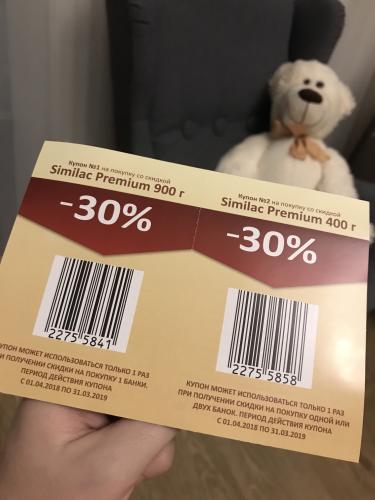 Купон №1 на покупку со скидкой
Similac Premium 900 г
-30%
2275 5841
КУПОН МОЖЕТ ИСПОЛЬЗОВАТЬСЯ ТОЛЬКО 1 РАЗ
ПРИ ПОЛУЧЕНИИ СКИДКИ НА ПОКУПКУ 1 БАНКИ.
ПЕРИОД ДЕЙСТВИЯ КУПОНА
С 01.04.2018 ПО 31.03.2019
Купон №2 на покупку со скидкой
Similac Premium 400 г
-30%
2275 5858
КУПОН МОЖЕТ ИСПОЛЬЗОВАТЬСЯ ТОЛЬКО 1 РАЗ
ПРИ ПОЛУЧЕНИИ СКИДКИ НА ПОКУПКУ ОДНОЙ ИЛИ
ДВУХ БАНОК. ПЕРИОД ДЕЙСТВИЯ КУПОНА
С 01.04.2018 ПО 31.03.2019